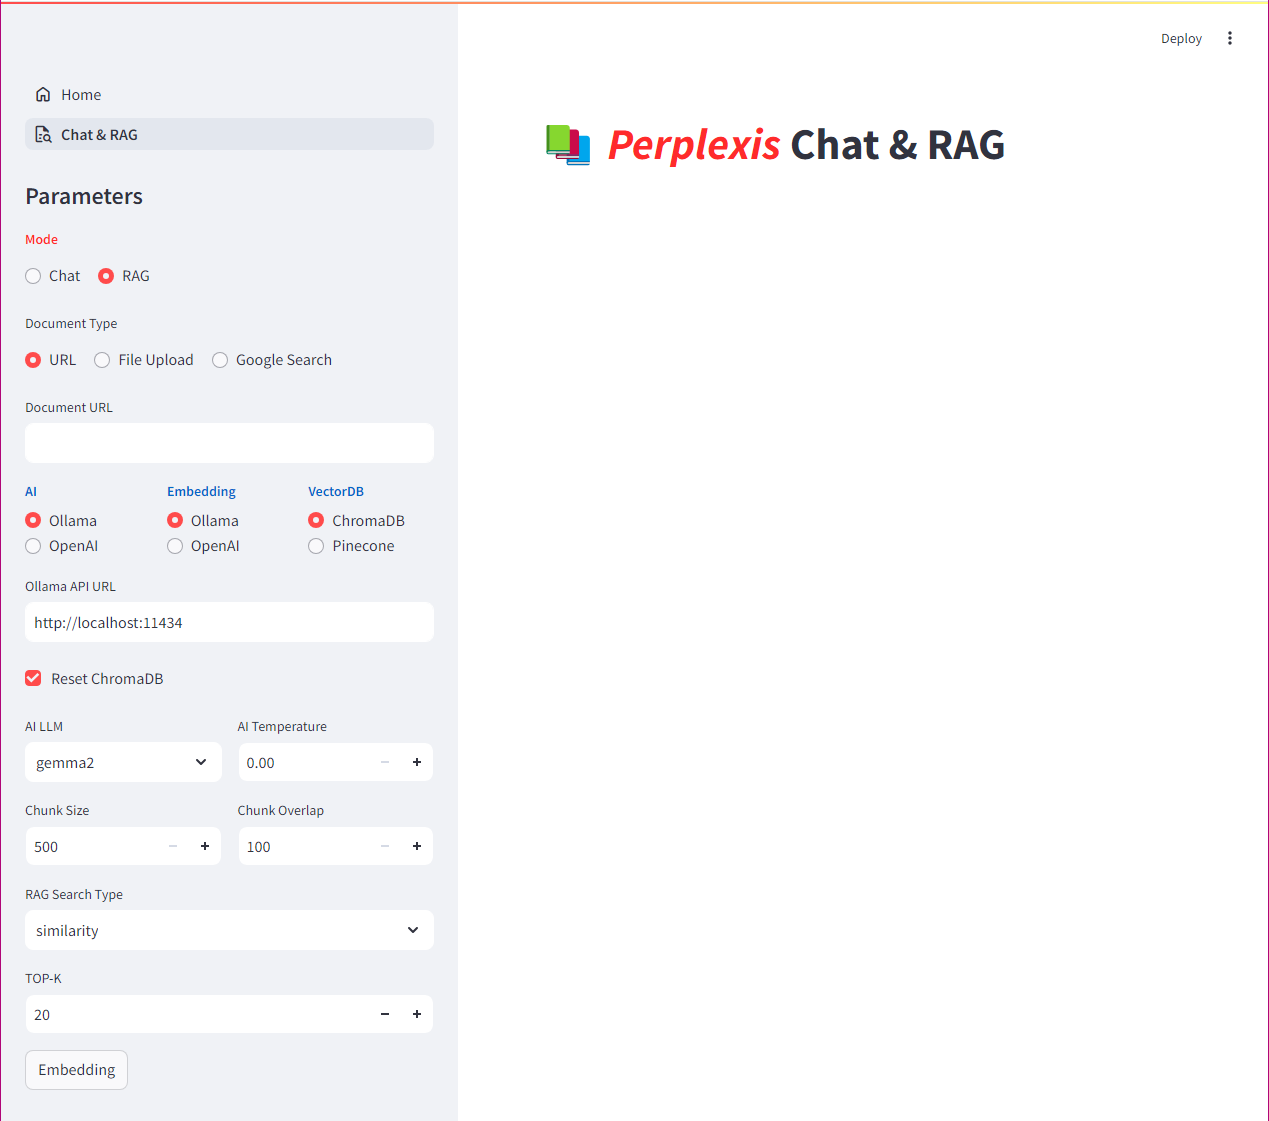 Deploy
Home
Chat & RAG
Perplexis Chat & RAG
Parameters
Mode
Chat RAG
Document Type
URL File Upload Google Search
Document URL
AI Embedding VectorDB
Ollama Ollama ChromaDB
OpenAI OpenAI Pinecone
Ollama API URL
http://localhost:11434
Reset ChromaDB
AI LLM AI Temperature
gemma2 0.00
Chunk Size Chunk Overlap
500 100
RAG Search Type
similarity
TOP-K
20
Embedding